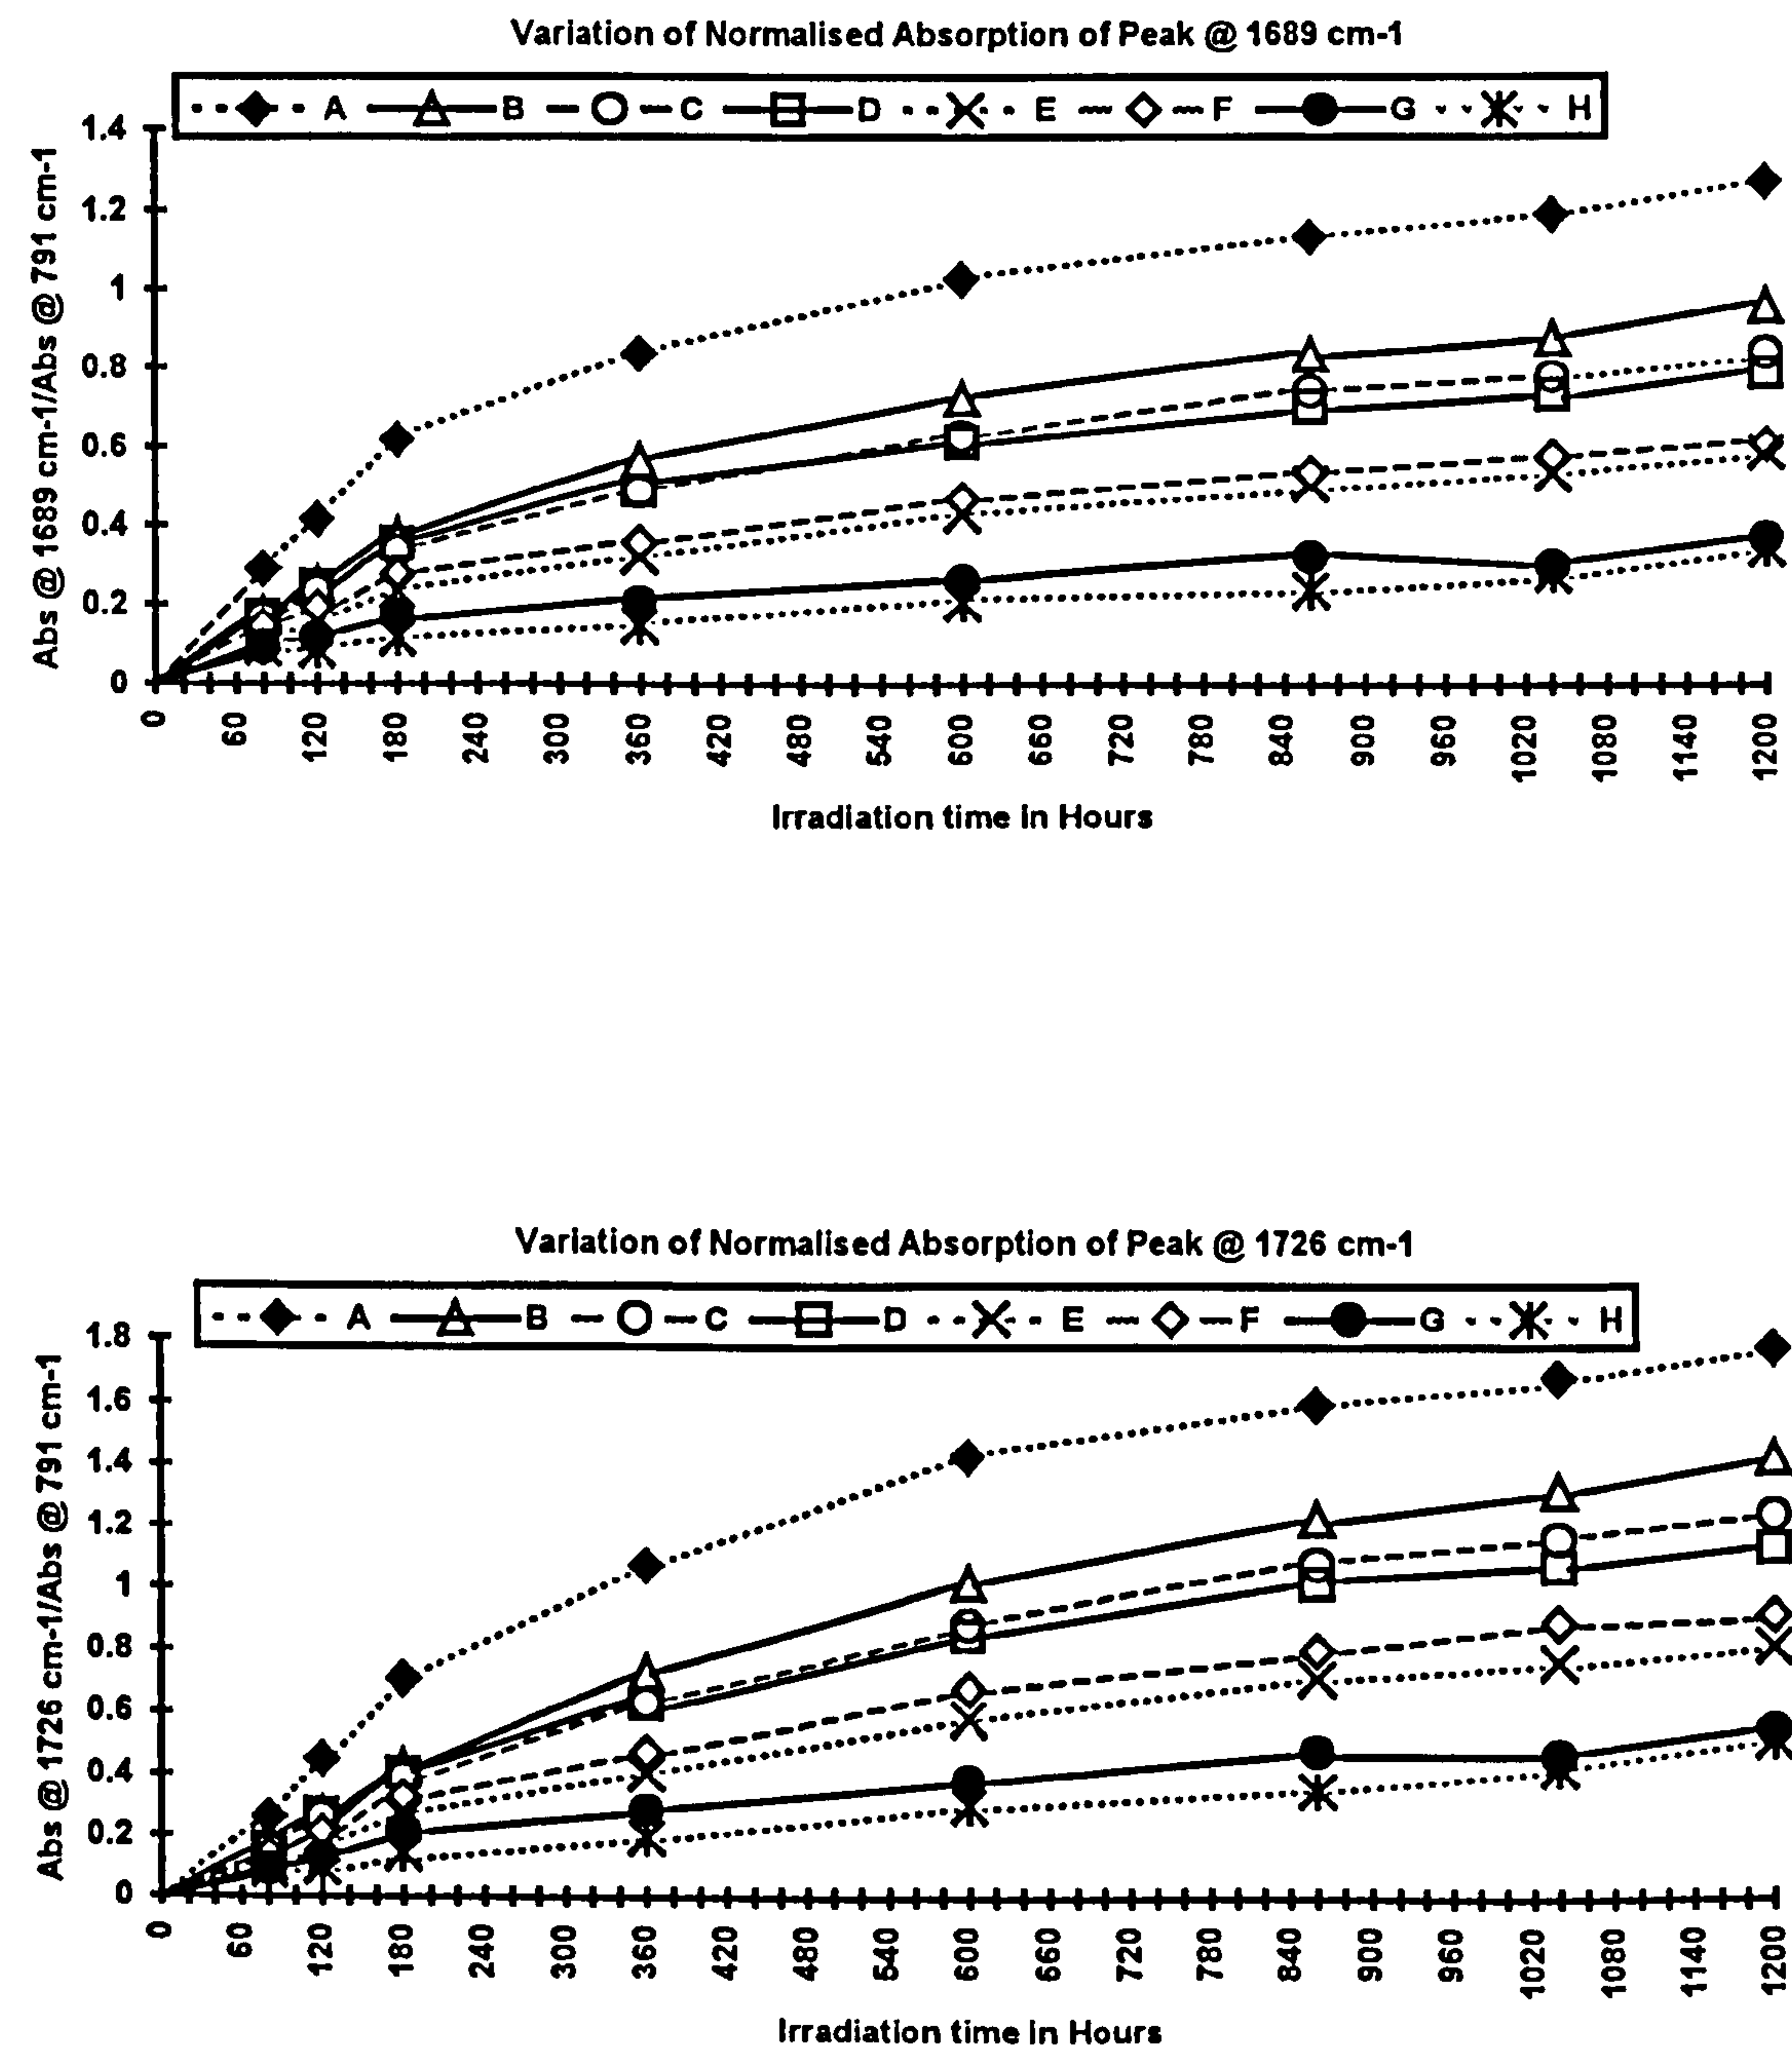 Variation of Normalised Absorption of Peak @ 1689 cm-1
A B C D E F G H
Abs @ 1689 cm-1/Abs @ 791 cm-1
1.4
1.2
1
0.8
0.6
0.4
0.2
0
0 60 120 180 240 300 360 420 480 540 600 660 720 780 840 900 960 1020 1080 1140 1200
Irradiation time in Hours
Variation of Normalised Absorption of Peak @ 1726 cm-1
A B C D E F G H
Abs @ 1726 cm-1/Abs @ 791 cm-1
1.8
1.6
1.4
1.2
1
0.8
0.6
0.4
0.2
0
0 60 120 180 240 300 360 420 480 540 600 660 720 780 840 900 960 1020 1080 1140 1200
Irradiation time in Hours